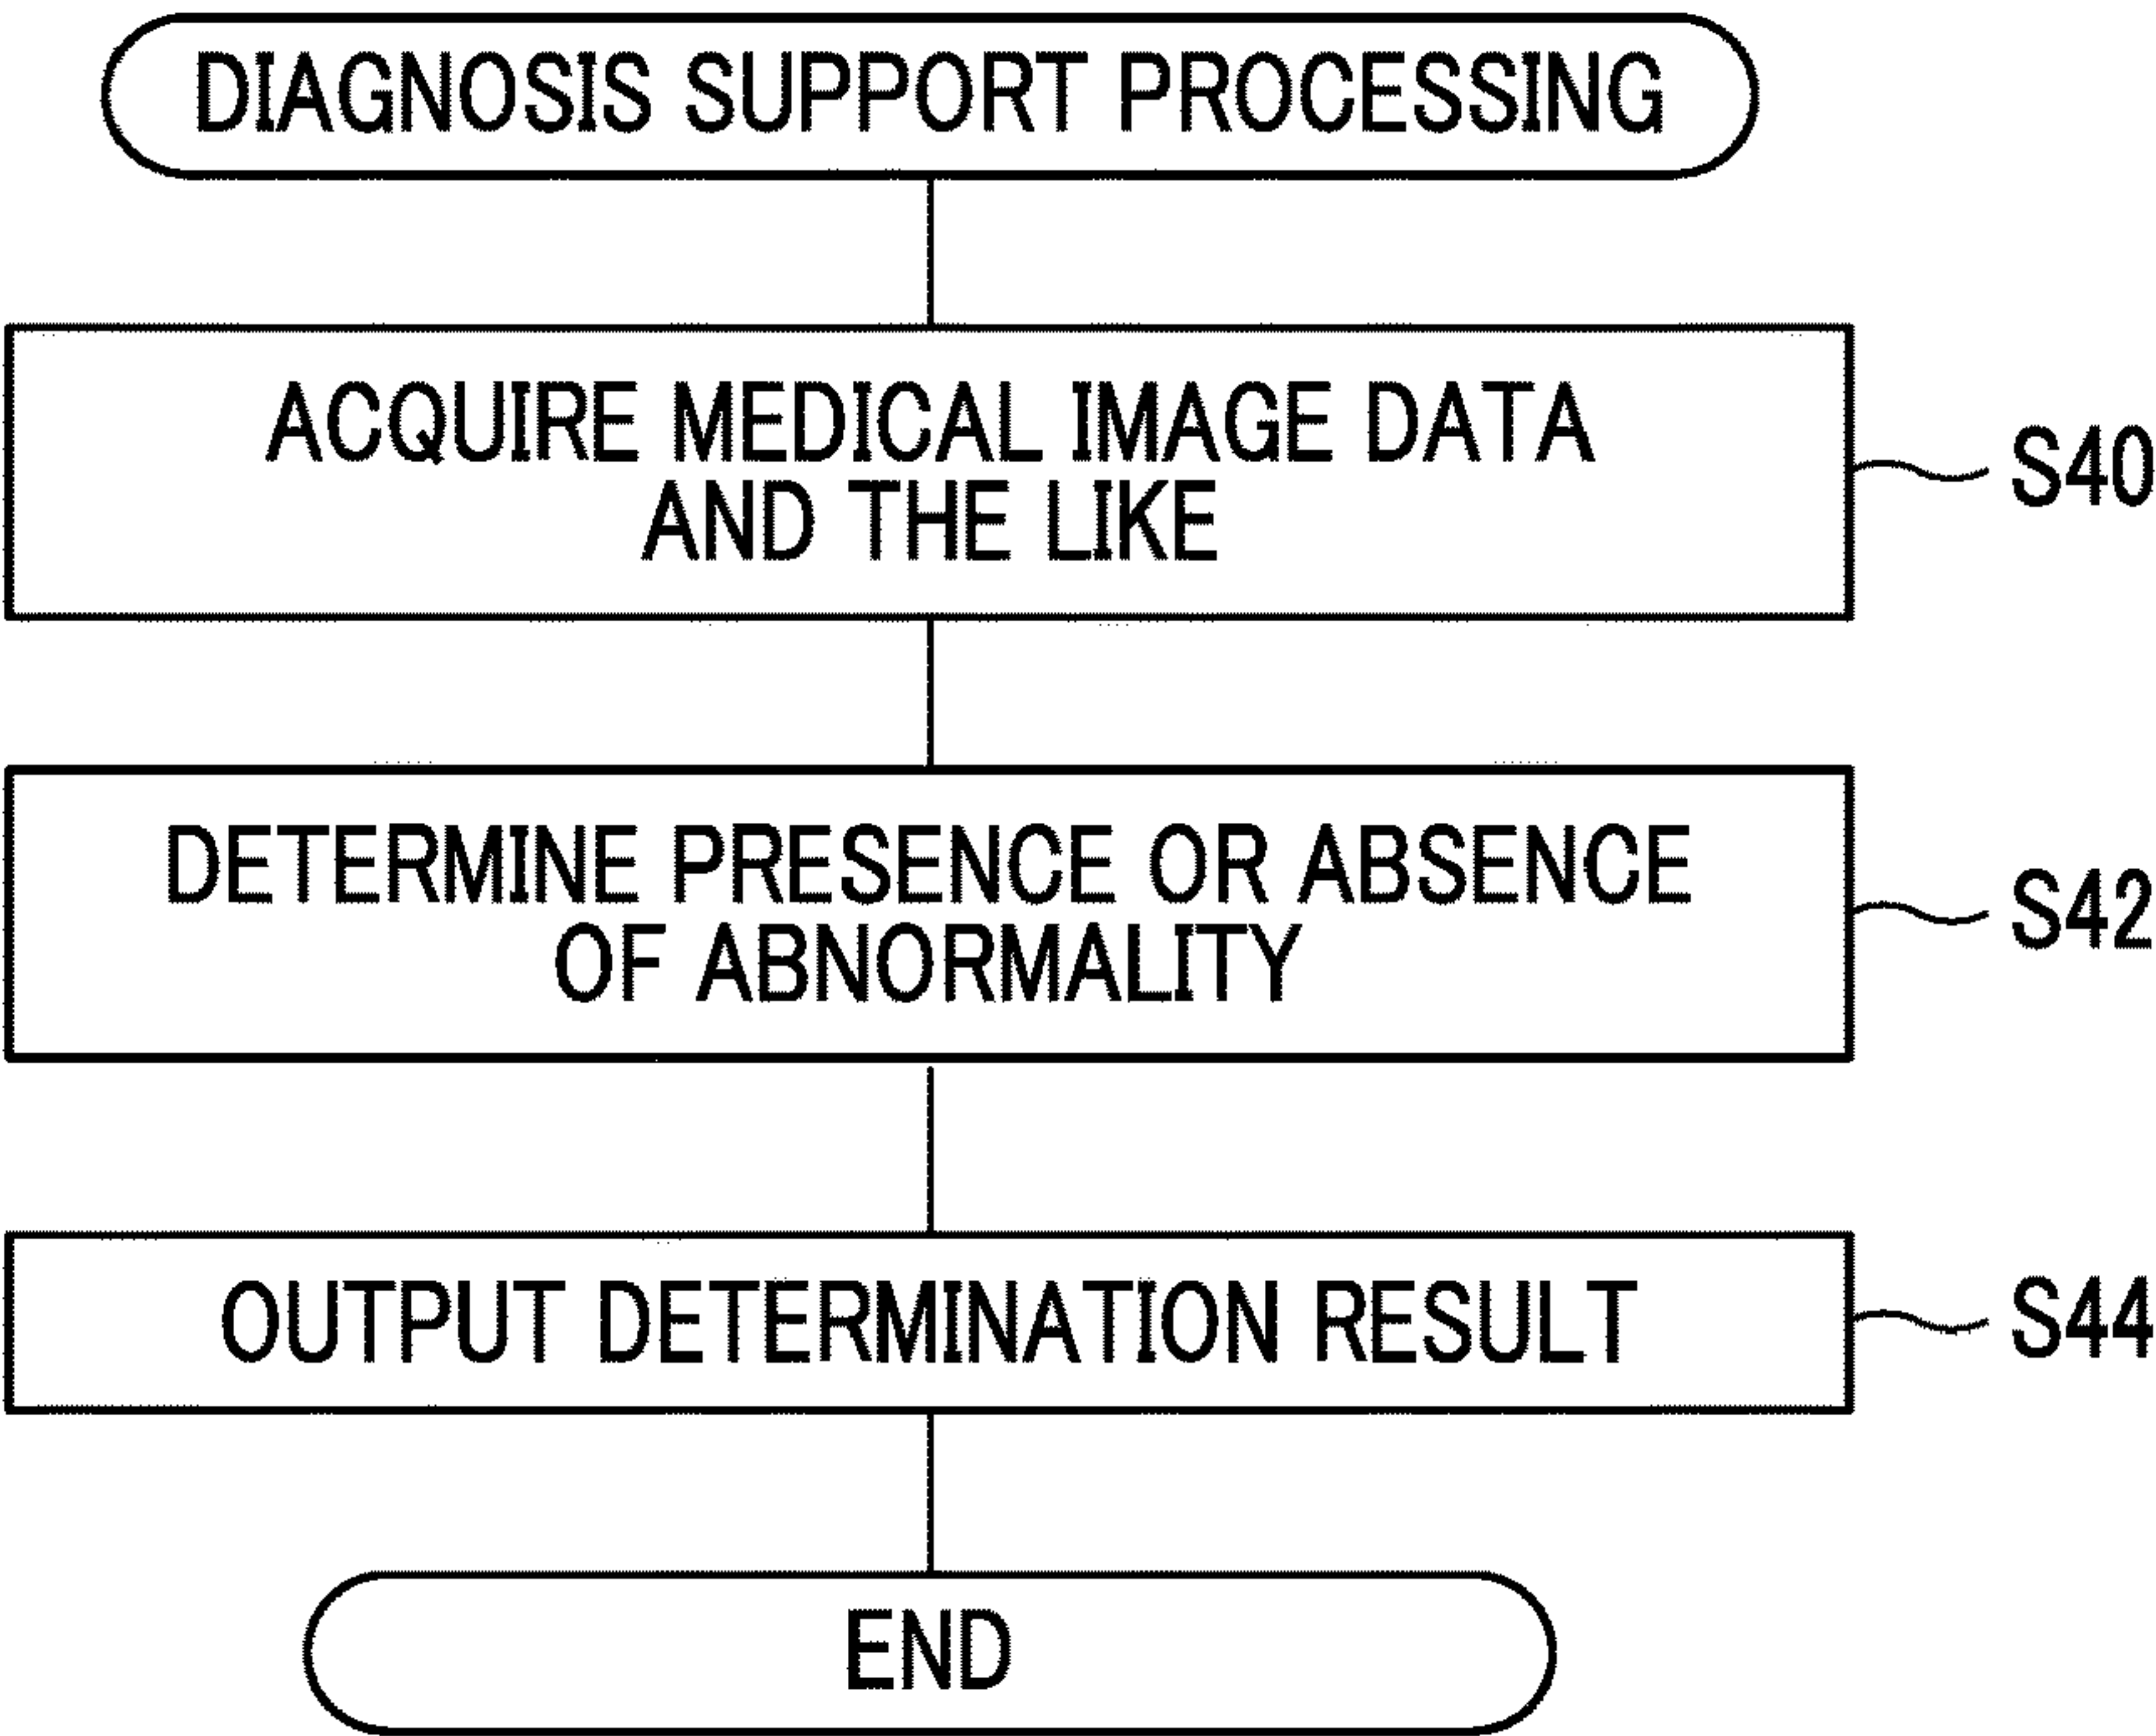 DIAGNOSIS SUPPORT PROCESSING
ACQUIRE MEDICAL IMAGE DATA
AND THE LIKE
S40
DETERMINE PRESENCE OR ABSENCE
OF ABNORMALITY
S42
OUTPUT DETERMINATION RESULT
S44
END